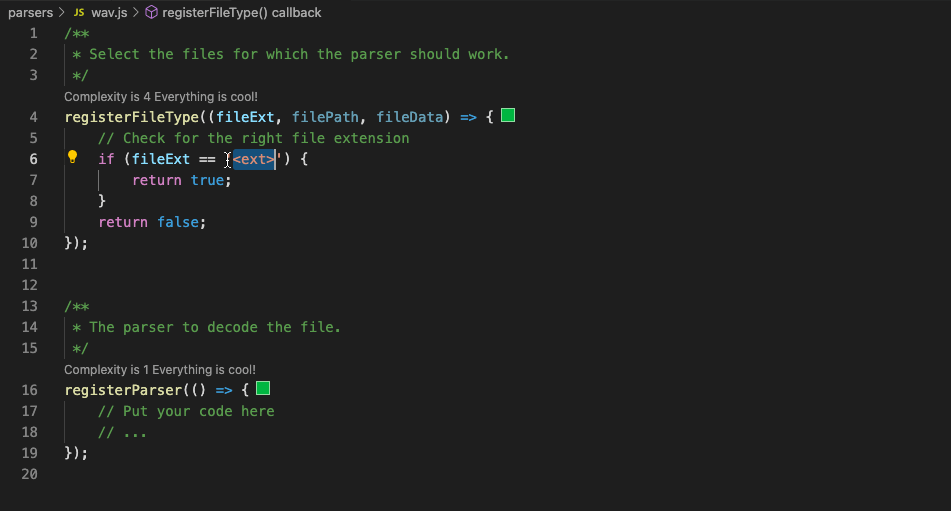 parsers > JS wav.js > registerFileType() callback
1 /**
2 * Select the files for which the parser should work.
3 */
Complexity is 4 Everything is cool!
4 registerFileType((fileExt, filePath, fileData) => {
5 // Check for the right file extension
6 if (fileExt == '<ext>') {
7 return true;
8 }
9 return false;
10 });
11
12
13 /**
14 * The parser to decode the file.
15 */
Complexity is 1 Everything is cool!
16 registerParser(() => {
17 // Put your code here
18 // ...
19 });
20